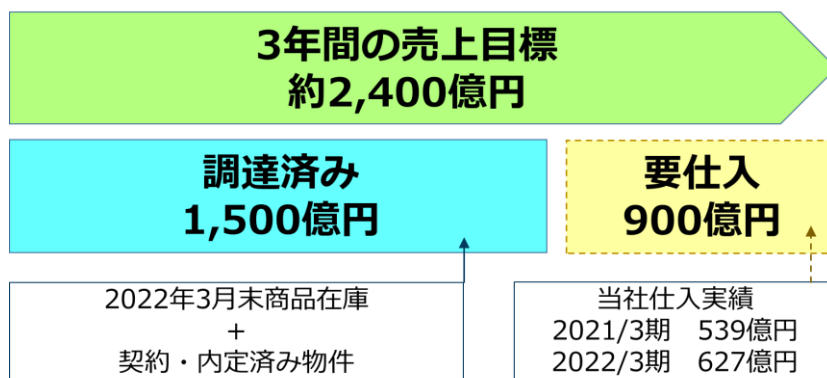 3年間の売上目標
約2,400億円
調達済み
1,500億円
要仕入
900億円
2022年3月末商品在庫
+
契約・内定済み物件
当社仕入実績
2021/3期　539億円
2022/3期　627億円